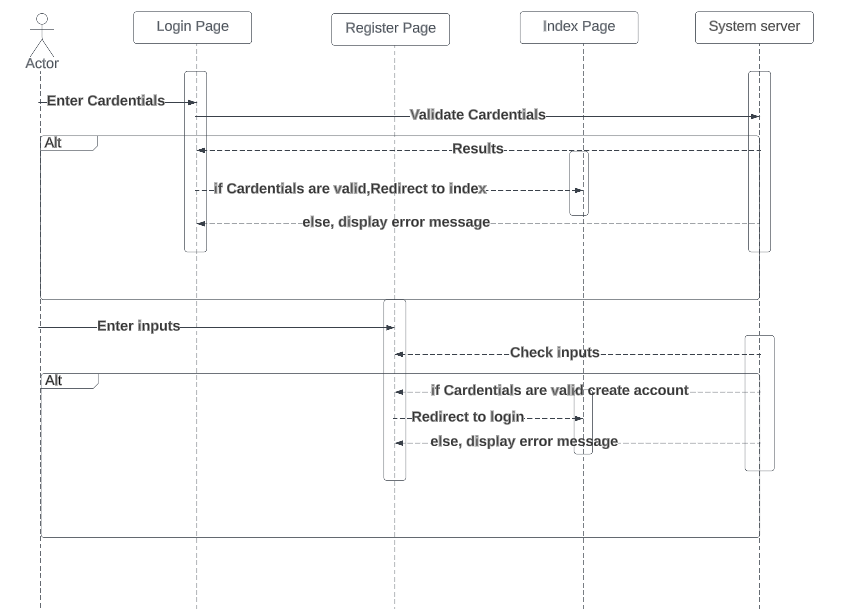 Login Page
Register Page
Index Page
System server
Actor
Enter Cardentials
Validate Cardentials
Alt
Results
if Cardentials are valid,Redirect to index
else, display error message
Enter inputs
Check inputs
Alt
if Cardentials are valid create account
Redirect to login
else, display error message